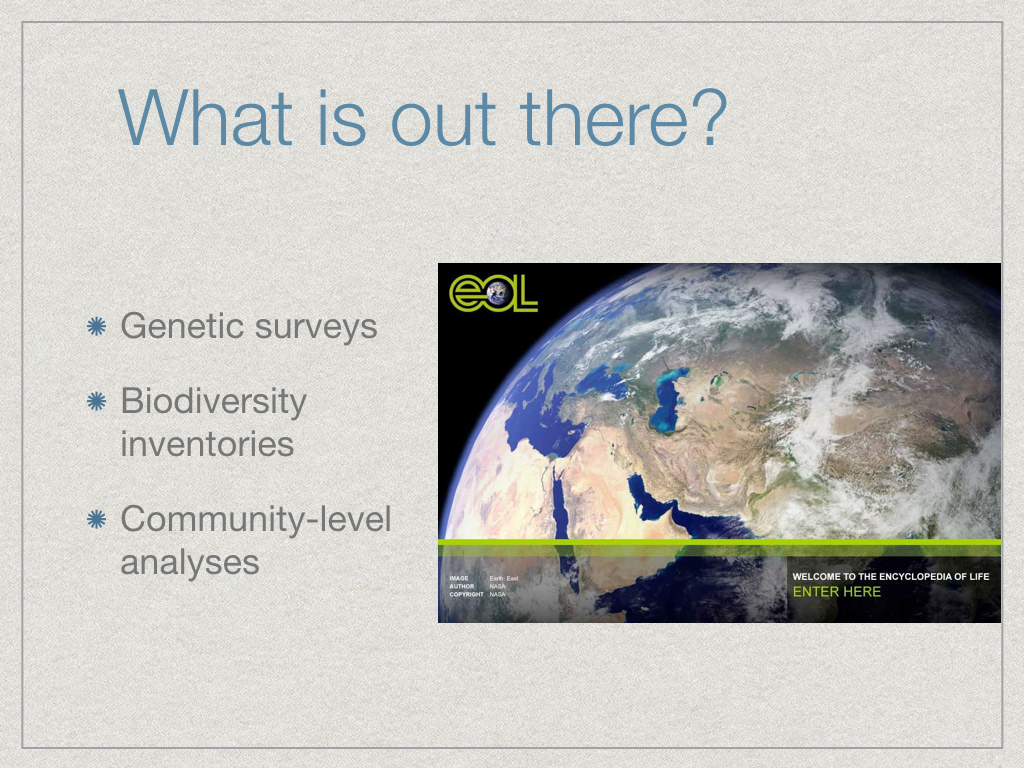 What is out there?
Genetic surveys
Biodiversity
inventories
Community-level
analyses
eOL
IMAGE Earth: East
AUTHOR NASA
COPYRIGHT NASA
WELCOME TO THE ENCYCLOPEDIA OF LIFE
ENTER HERE